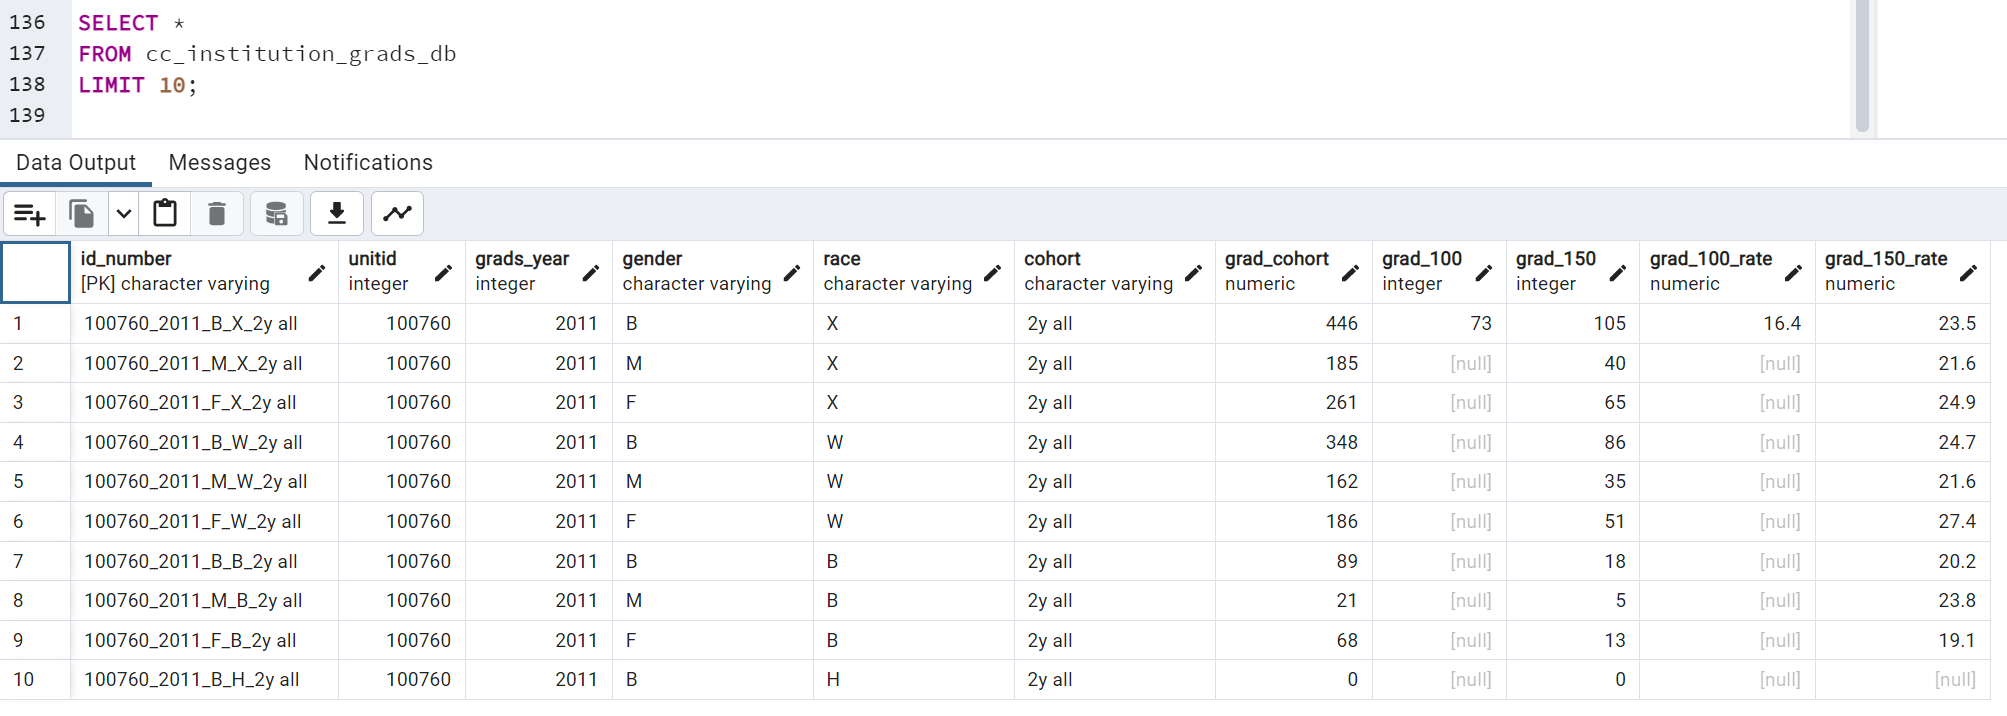 136 SELECT *
137 FROM cc_institution_grads_db
138 LIMIT 10;
139
Data Output Messages Notifications
id_number unitid grads_year gender race cohort grad_cohort grad_100 grad_150 grad_100_rate grad_150_rate
[PK] character varying integer integer character varying character varying character varying numeric integer integer numeric numeric
1 100760_2011_B_X_2y all 100760 2011 B X 2y all 446 73 105 16.4 23.5
2 100760_2011_M_X_2y all 100760 2011 M X 2y all 185 [null] 40 [null] 21.6
3 100760_2011_F_X_2y all 100760 2011 F X 2y all 261 [null] 65 [null] 24.9
4 100760_2011_B_W_2y all 100760 2011 B W 2y all 348 [null] 86 [null] 24.7
5 100760_2011_M_W_2y all 100760 2011 M W 2y all 162 [null] 35 [null] 21.6
6 100760_2011_F_W_2y all 100760 2011 F W 2y all 186 [null] 51 [null] 27.4
7 100760_2011_B_B_2y all 100760 2011 B B 2y all 89 [null] 18 [null] 20.2
8 100760_2011_M_B_2y all 100760 2011 M B 2y all 21 [null] 5 [null] 23.8
9 100760_2011_F_B_2y all 100760 2011 F B 2y all 68 [null] 13 [null] 19.1
10 100760_2011_B_H_2y all 100760 2011 B H 2y all 0 [null] 0 [null] [null]